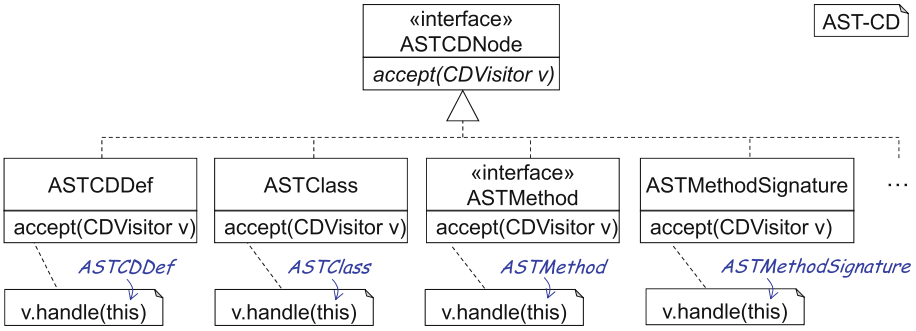 «interface»
ASTCDNode
accept(CDVisitor v)
AST-CD
ASTCDDef
accept(CDVisitor v)
ASTClass
accept(CDVisitor v)
«interface»
ASTMethod
accept(CDVisitor v)
ASTMethodSignature
accept(CDVisitor v)
...
ASTCDDef
ASTClass
ASTMethod
ASTMethodSignature
v.handle(this)
v.handle(this)
v.handle(this)
v.handle(this)